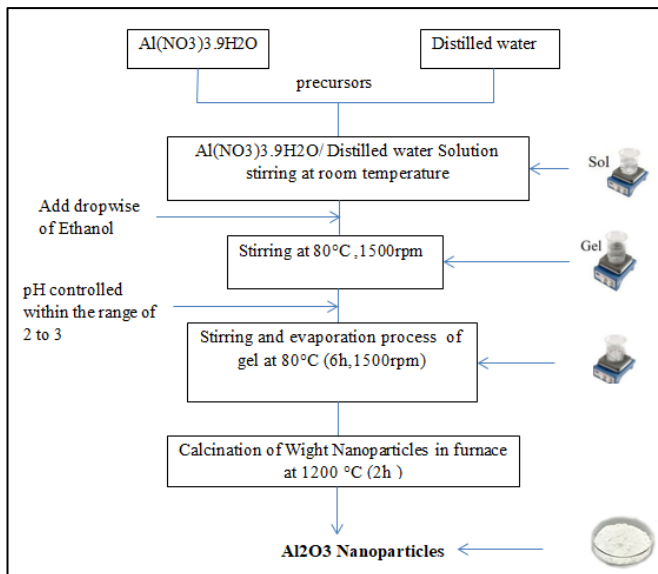 Al(NO3)3.9H2O
Distilled water
precursors
Al(NO3)3.9H2O/ Distilled water Solution
stirring at room temperature
Sol
Add dropwise
of Ethanol
Stirring at 80°C ,1500rpm
Gel
pH controlled
within the range of
2 to 3
Stirring and evaporation process of
gel at 80°C (6h,1500rpm)
Calcination of Wight Nanoparticles in furnace
at 1200 °C (2h )
Al2O3 Nanoparticles